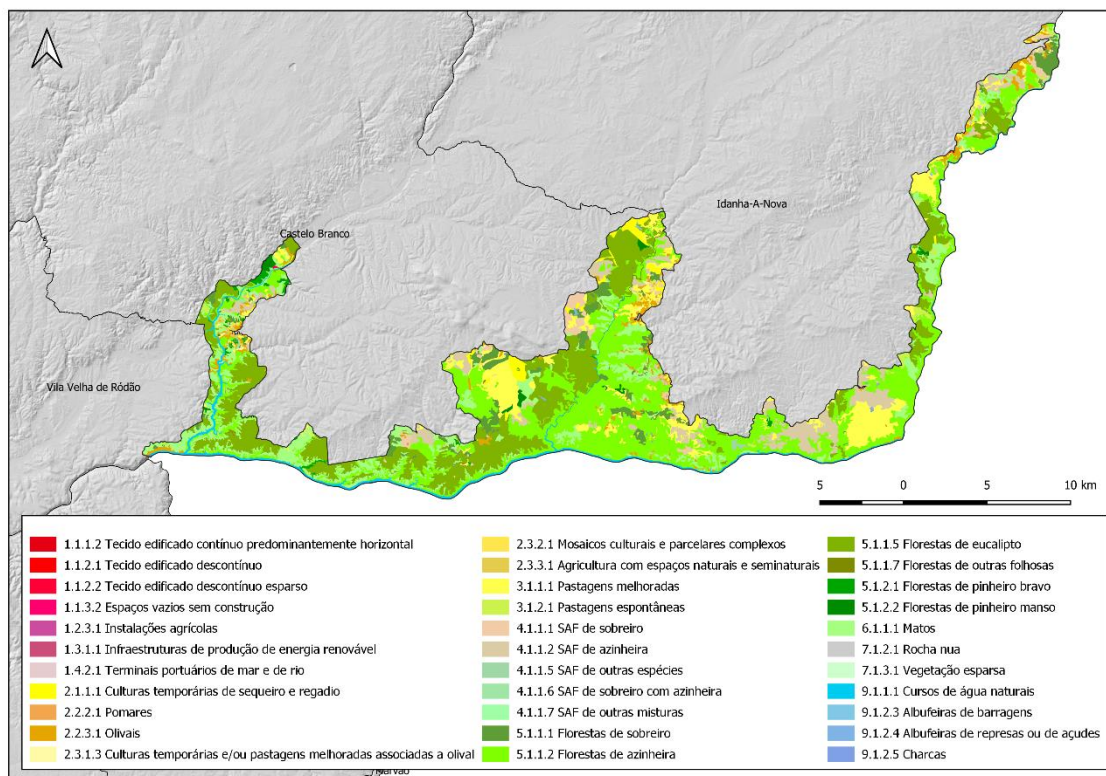 Idanha-A-Nova
Castelo Branco
Vila Velha de Ródão
5 0 5 10 km
1.1.1.2 Tecido edificado contínuo predominantemente horizontal
1.1.2.1 Tecido edificado descontínuo
1.1.2.2 Tecido edificado descontínuo esparso
1.1.3.2 Espaços vazios sem construção
1.2.3.1 Instalações agrícolas
1.3.1.1 Infraestruturas de produção de energia renovável
1.4.2.1 Terminais portuários de mar e de rio
2.1.1.1 Culturas temporárias de sequeiro e regadio
2.2.2.1 Pomares
2.2.3.1 Olivais
2.3.1.3 Culturas temporárias e/ou pastagens melhoradas associadas a olival
2.3.2.1 Mosaicos culturais e parcelares complexos
2.3.3.1 Agricultura com espaços naturais e seminaturais
3.1.1.1 Pastagens melhoradas
3.1.2.1 Pastagens espontâneas
4.1.1.1 SAF de sobreiro
4.1.1.2 SAF de azinheira
4.1.1.5 SAF de outras espécies
4.1.1.6 SAF de sobreiro com azinheira
4.1.1.7 SAF de outras misturas
5.1.1.1 Florestas de sobreiro
5.1.1.2 Florestas de azinheira
5.1.1.5 Florestas de eucalipto
5.1.1.7 Florestas de outras folhosas
5.1.2.1 Florestas de pinheiro bravo
5.1.2.2 Florestas de pinheiro manso
6.1.1.1 Matos
7.1.2.1 Rocha nua
7.1.3.1 Vegetação esparsa
9.1.1.1 Cursos de água naturais
9.1.2.3 Albufeiras de barragens
9.1.2.4 Albufeiras de represas ou de açudes
9.1.2.5 Charcas